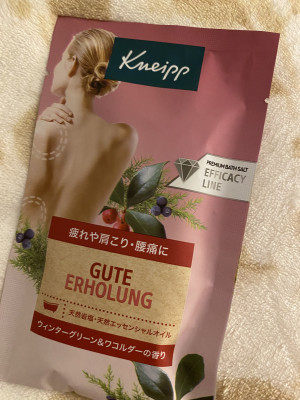 Kneipp
PREMIUM BATH SALT
EFFICACY
LINE
疲れや肩こり・腰痛に
GUTE
ERHOLUNG
天然岩塩・天然エッセンシャルオイル
ウィンターグリーン&ワコルダーの香り